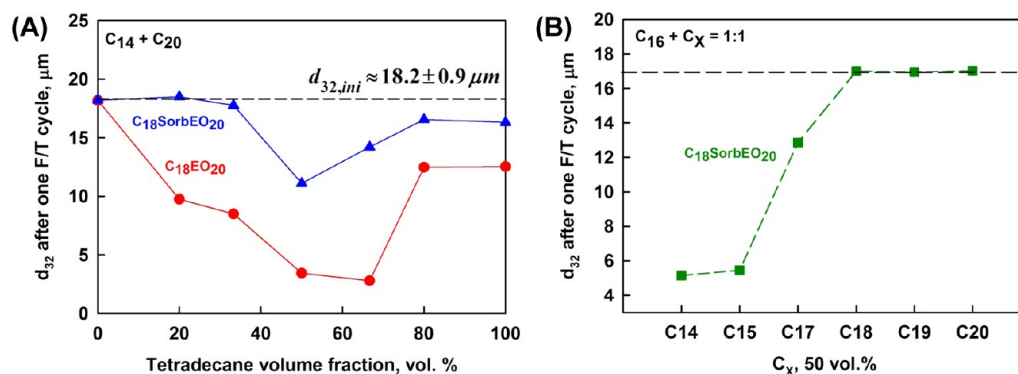 (A)
C14 + C20
d32,ini ≈ 18.2 ± 0.9 μm
C18SorbEO20
C18EO20
d32 after one F/T cycle, μm
25
20
15
10
5
0
0 20 40 60 80 100
Tetradecane volume fraction, vol. %
(B)
C16 + CX = 1:1
C18SorbEO20
d32 after one F/T cycle, μm
20
18
16
14
12
10
8
6
4
C14 C15 C17 C18 C19 C20
CX, 50 vol.%